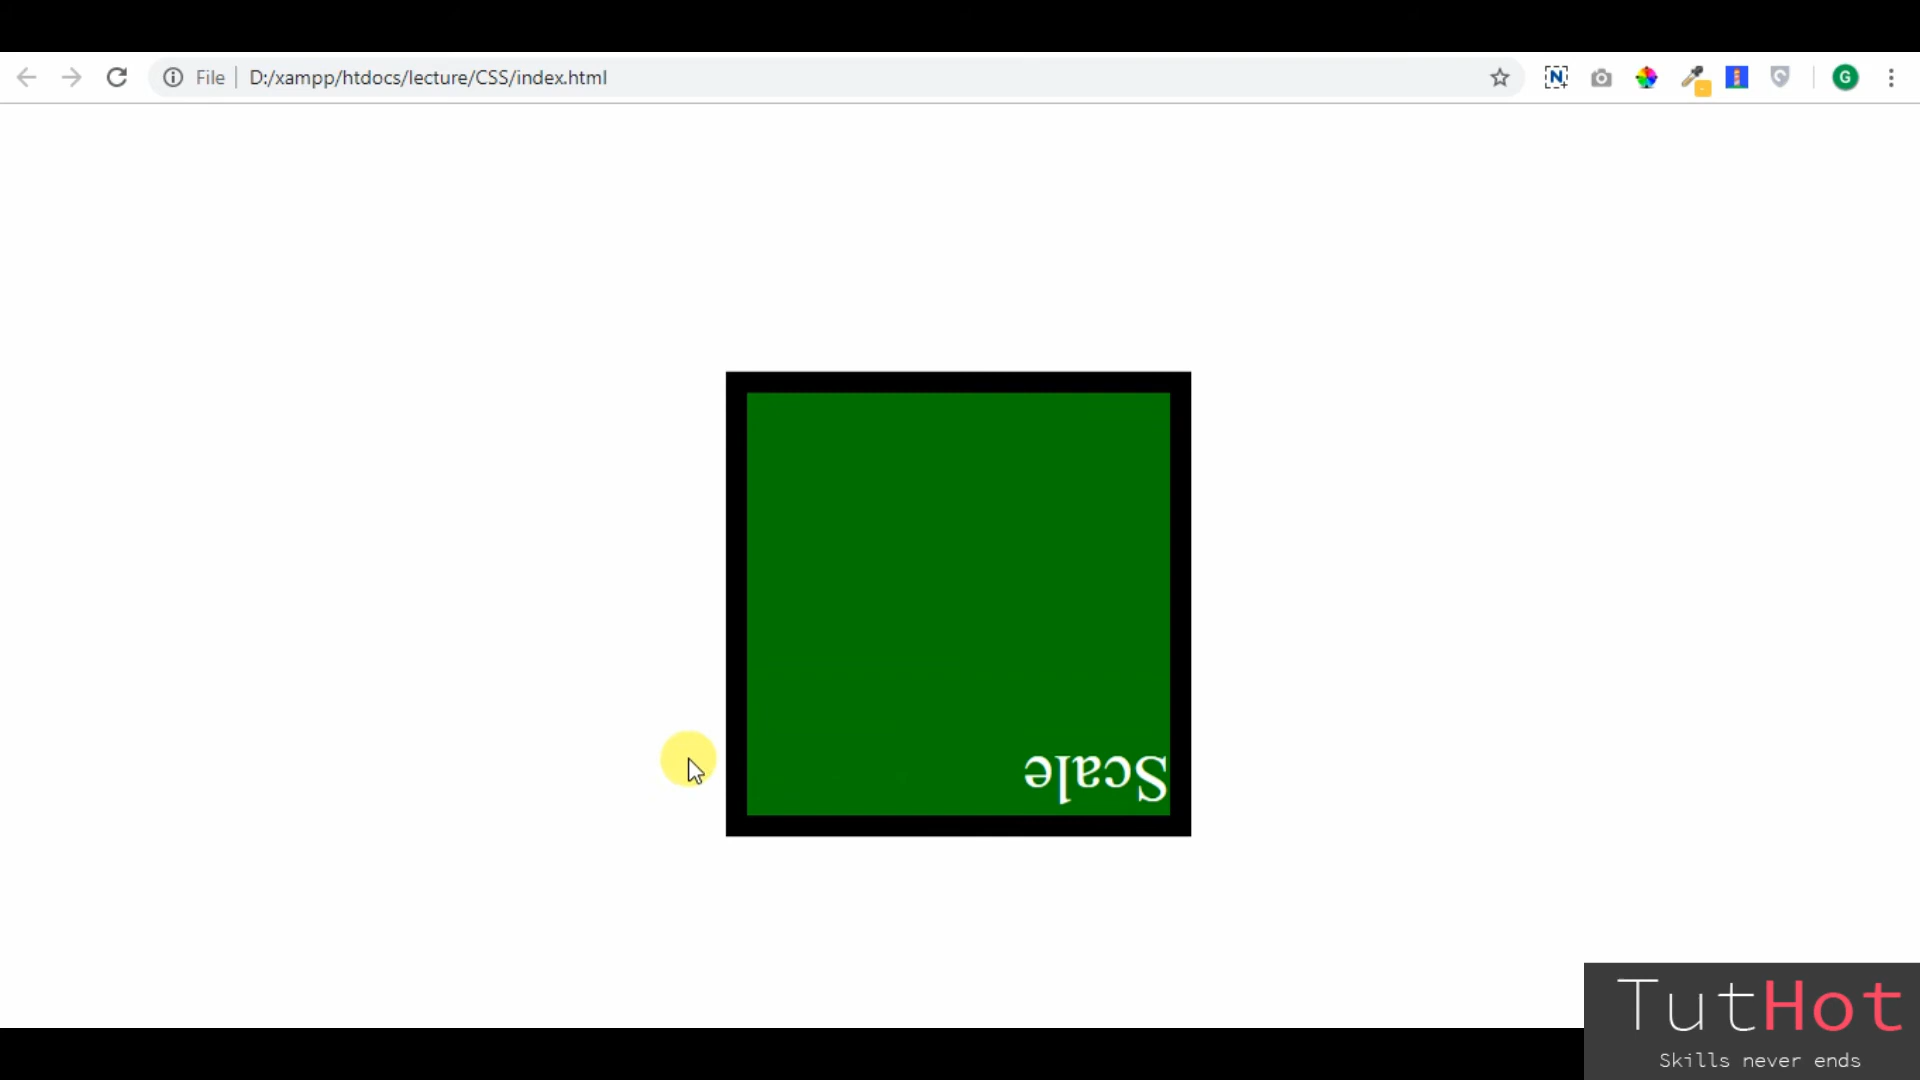 File D:/xampp/htdocs/lecture/CSS/index.html
N
G
Scale
TutHot
Skills never ends